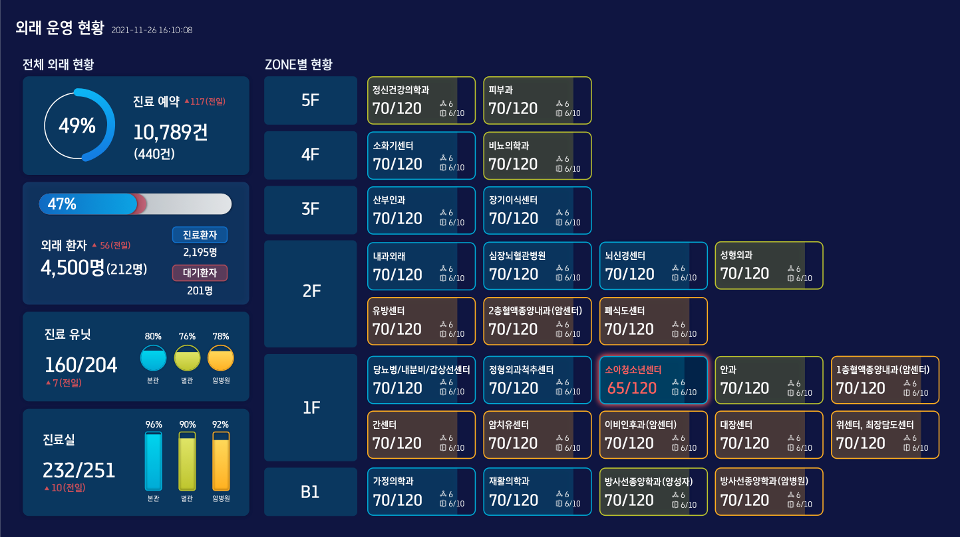 외래 운영 현황 2021-11-26 16:10:08
전체 외래 현황
49%
진료 예약 ▲117(전일)
10,789건
(440건)
47%
외래 환자 ▲ 56(전일)
4,500명(212명)
진료환자
2,195명
대기환자
201명
진료 유닛
160/204
▲7(전일)
80% 76% 78%
본관 별관 암병원
진료실
232/251
▲10(전일)
96% 90% 92%
본관 별관 암병원
ZONE별 현황
5F
정신건강의학과
70/120 6 6/10
피부과
70/120 6 6/10
4F
소화기센터
70/120 6 6/10
비뇨의학과
70/120 6 6/10
3F
산부인과
70/120 6 6/10
장기이식센터
70/120 6 6/10
2F
내과외래
70/120 6 6/10
심장뇌혈관병원
70/120 6 6/10
뇌신경센터
70/120 6 6/10
성형외과
70/120 6 6/10
유방센터
70/120 6 6/10
2층혈액종양내과(암센터)
70/120 6 6/10
폐식도센터
70/120 6 6/10
1F
당뇨병/내분비/갑상선센터
70/120 6 6/10
정형외과척추센터
70/120 6 6/10
소아청소년센터
65/120 6 6/10
안과
70/120 6 6/10
1층혈액종양내과(암센터)
70/120 6 6/10
간센터
70/120 6 6/10
암치유센터
70/120 6 6/10
이비인후과(암센터)
70/120 6 6/10
대장센터
70/120 6 6/10
위센터, 췌장담도센터
70/120 6 6/10
B1
가정의학과
70/120 6 6/10
재활의학과
70/120 6 6/10
방사선종양학과(양성자)
70/120 6 6/10
방사선종양학과(암병원)
70/120 6 6/10